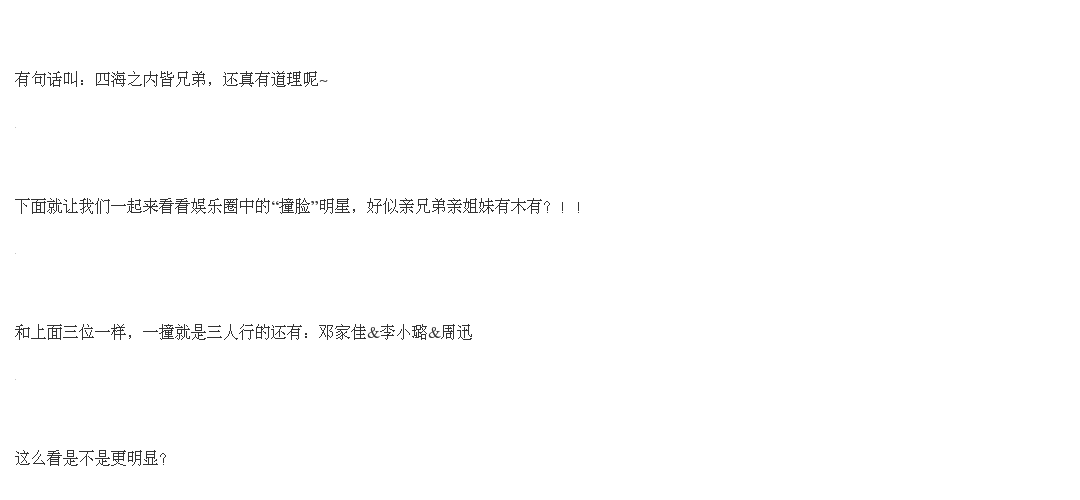 有句话叫：四海之内皆兄弟，还真有道理呢~
下面就让我们一起来看看娱乐圈中的“撞脸”明星，好似亲兄弟亲姐妹有木有？！！
和上面三位一样，一撞就是三人行的还有：邓家佳&李小璐&周迅
这么看是不是更明显？